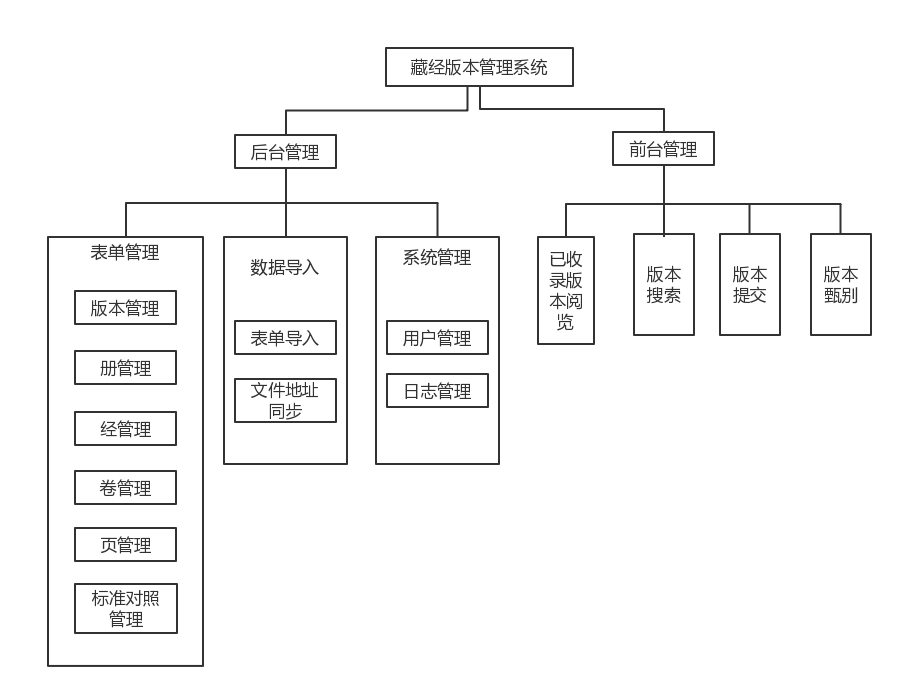 藏经版本管理系统
后台管理
前台管理
表单管理
版本管理
册管理
经管理
卷管理
页管理
标准对照
管理
数据导入
表单导入
文件地址
同步
系统管理
用户管理
日志管理
已收
录版
本阅
览
版本
搜索
版本
提交
版本
甄别